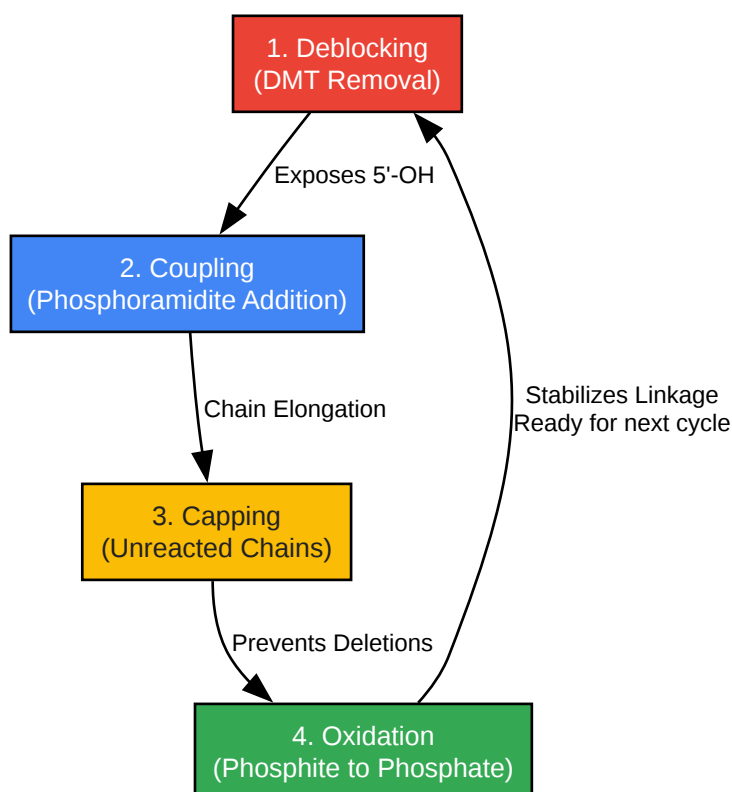 1. Deblocking
(DMT Removal)
Exposes 5'-OH
2. Coupling
(Phosphoramidite Addition)
Chain Elongation
Stabilizes Linkage
Ready for next cycle
3. Capping
(Unreacted Chains)
Prevents Deletions
4. Oxidation
(Phosphite to Phosphate)